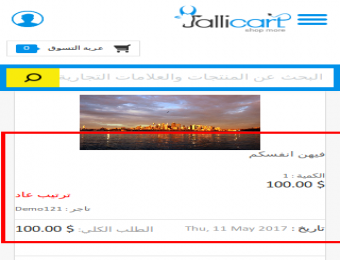 Jallicart
shop more
عربة التسوق
0
البحث عن المنتجات والعلامات التجارية
فيهن انفسكم
الكمية : 1
100.00 $
ترتيب عاد
تاجر : Demo121
تاريخ : Thu, 11 May 2017
الطلب الكلى: 100.00 $